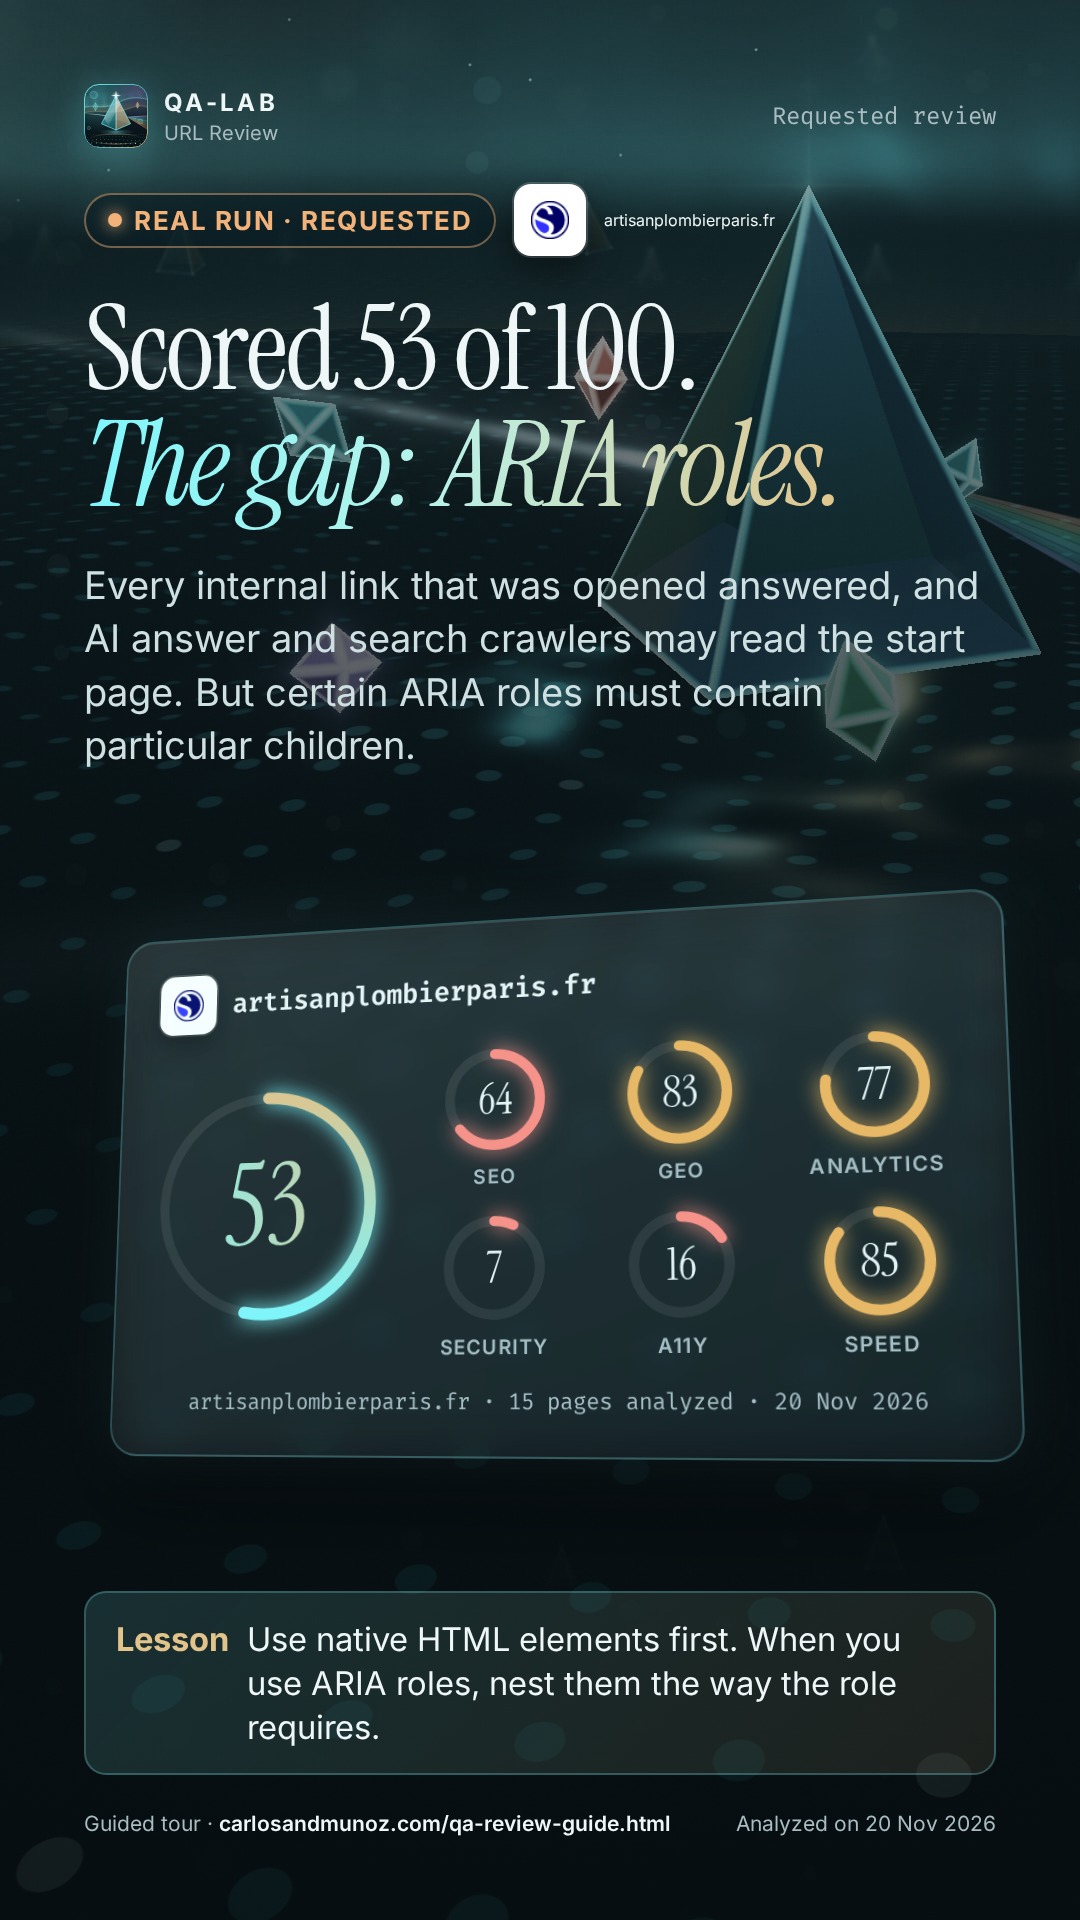 QA-LAB
URL Review
Requested review
REAL RUN · REQUESTED
artisanplombierparis.fr
Scored 53 of 100.
The gap: ARIA roles.
Every internal link that was opened answered, and
AI answer and search crawlers may read the start
page. But certain ARIA roles must contain
particular children.
artisanplombierparis.fr
53
64
SEO
83
GEO
77
ANALYTICS
7
SECURITY
16
A11Y
85
SPEED
artisanplombierparis.fr · 15 pages analyzed · 20 Nov 2026
Lesson Use native HTML elements first. When you
use ARIA roles, nest them the way the role
requires.
Guided tour · carlosandmunoz.com/qa-review-guide.html
Analyzed on 20 Nov 2026